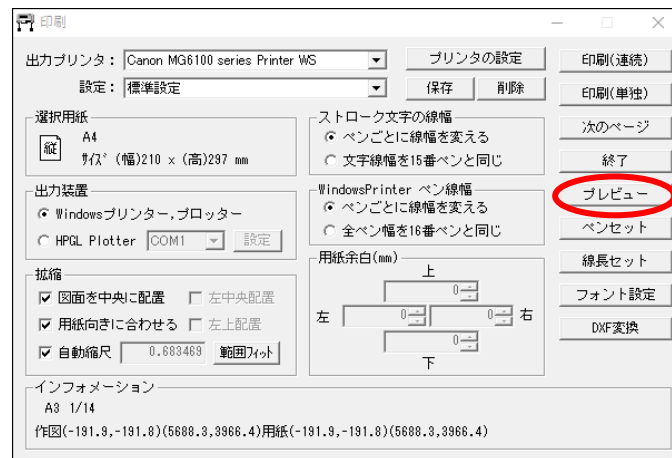 印刷
出力プリンタ： Canon MG6100 series Printer WS プリンタの設定 印刷(連続)
設定： 標準設定 保存 削除 印刷(単独)
選択用紙
縦 A4
ｻｲｽﾞ (幅)210 × (高)297 mm
ストローク文字の線幅
ペンごとに線幅を変える
文字線幅を15番ペンと同じ
次のページ
終了
出力装置
Windowsプリンター,プロッター
HPGL Plotter COM1 設定
WindowsPrinter ペン線幅
ペンごとに線幅を変える
全ペン幅を16番ペンと同じ
プレビュー
ペンセット
拡縮
図面を中央に配置 左中央配置
用紙向きに合わせる 左上配置
自動縮尺 0.683469 範囲ﾌｨｯﾄ
用紙余白(mm)
上
0
左 0 0 右
0
下
線長セット
フォント設定
DXF変換
インフォメーション
A3 1/14
作図(-191.9,-191.8)(5688.3,3966.4)用紙(-191.9,-191.8)(5688.3,3966.4)